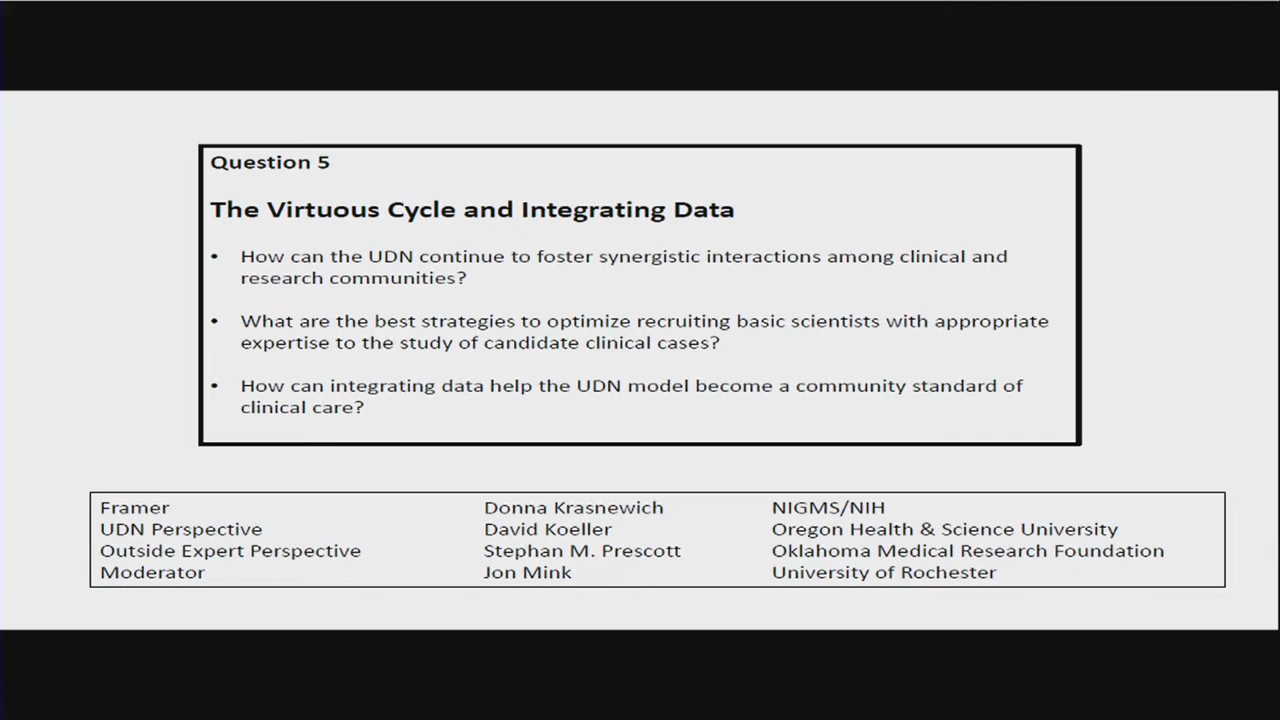 Question 5
The Virtuous Cycle and Integrating Data
• How can the UDN continue to foster synergistic interactions among clinical and
research communities?
• What are the best strategies to optimize recruiting basic scientists with appropriate
expertise to the study of candidate clinical cases?
• How can integrating data help the UDN model become a community standard of
clinical care?
Framer Donna Krasnewich NIGMS/NIH
UDN Perspective David Koeller Oregon Health & Science University
Outside Expert Perspective Stephan M. Prescott Oklahoma Medical Research Foundation
Moderator Jon Mink University of Rochester